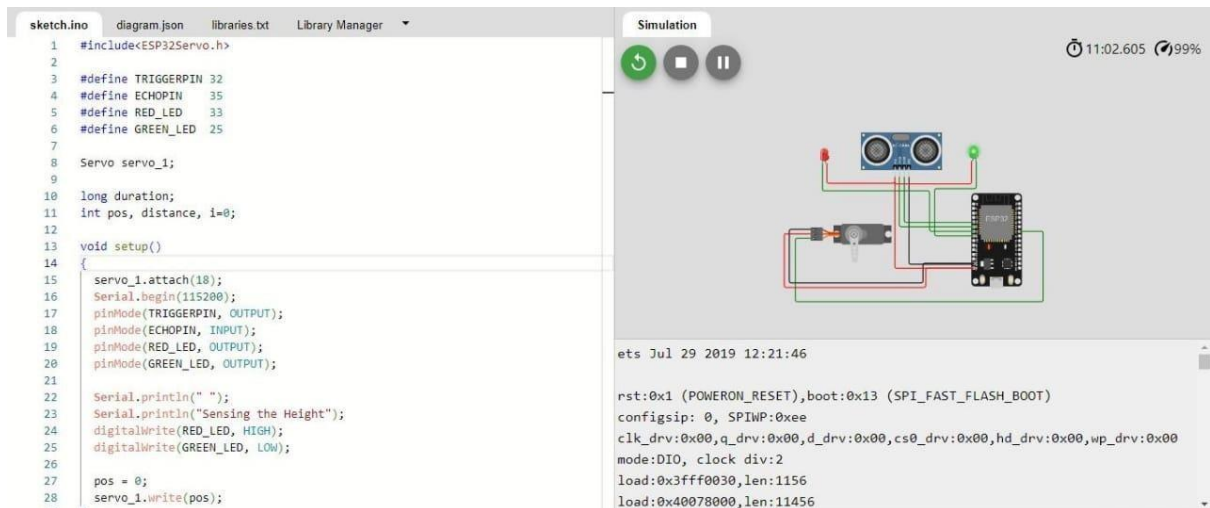 sketch.ino diagram.json libraries.txt Library Manager
1 #include<ESP32Servo.h>
2
3 #define TRIGGERPIN 32
4 #define ECHOPIN 35
5 #define RED_LED 33
6 #define GREEN_LED 25
7
8 Servo servo_1;
9
10 long duration;
11 int pos, distance, i=0;
12
13 void setup()
14 {
15 servo_1.attach(18);
16 Serial.begin(115200);
17 pinMode(TRIGGERPIN, OUTPUT);
18 pinMode(ECHOPIN, INPUT);
19 pinMode(RED_LED, OUTPUT);
20 pinMode(GREEN_LED, OUTPUT);
21
22 Serial.println(" ");
23 Serial.println("Sensing the Height");
24 digitalWrite(RED_LED, HIGH);
25 digitalWrite(GREEN_LED, LOW);
26
27 pos = 0;
28 servo_1.write(pos);
Simulation
11:02.605 99%
ESP32
ets Jul 29 2019 12:21:46
rst:0x1 (POWERON_RESET),boot:0x13 (SPI_FAST_FLASH_BOOT)
configsip: 0, SPIWP:0xee
clk_drv:0x00,q_drv:0x00,d_drv:0x00,cs0_drv:0x00,hd_drv:0x00,wp_drv:0x00
mode:DIO, clock div:2
load:0x3fff0030,len:1156
load:0x40078000,len:11456